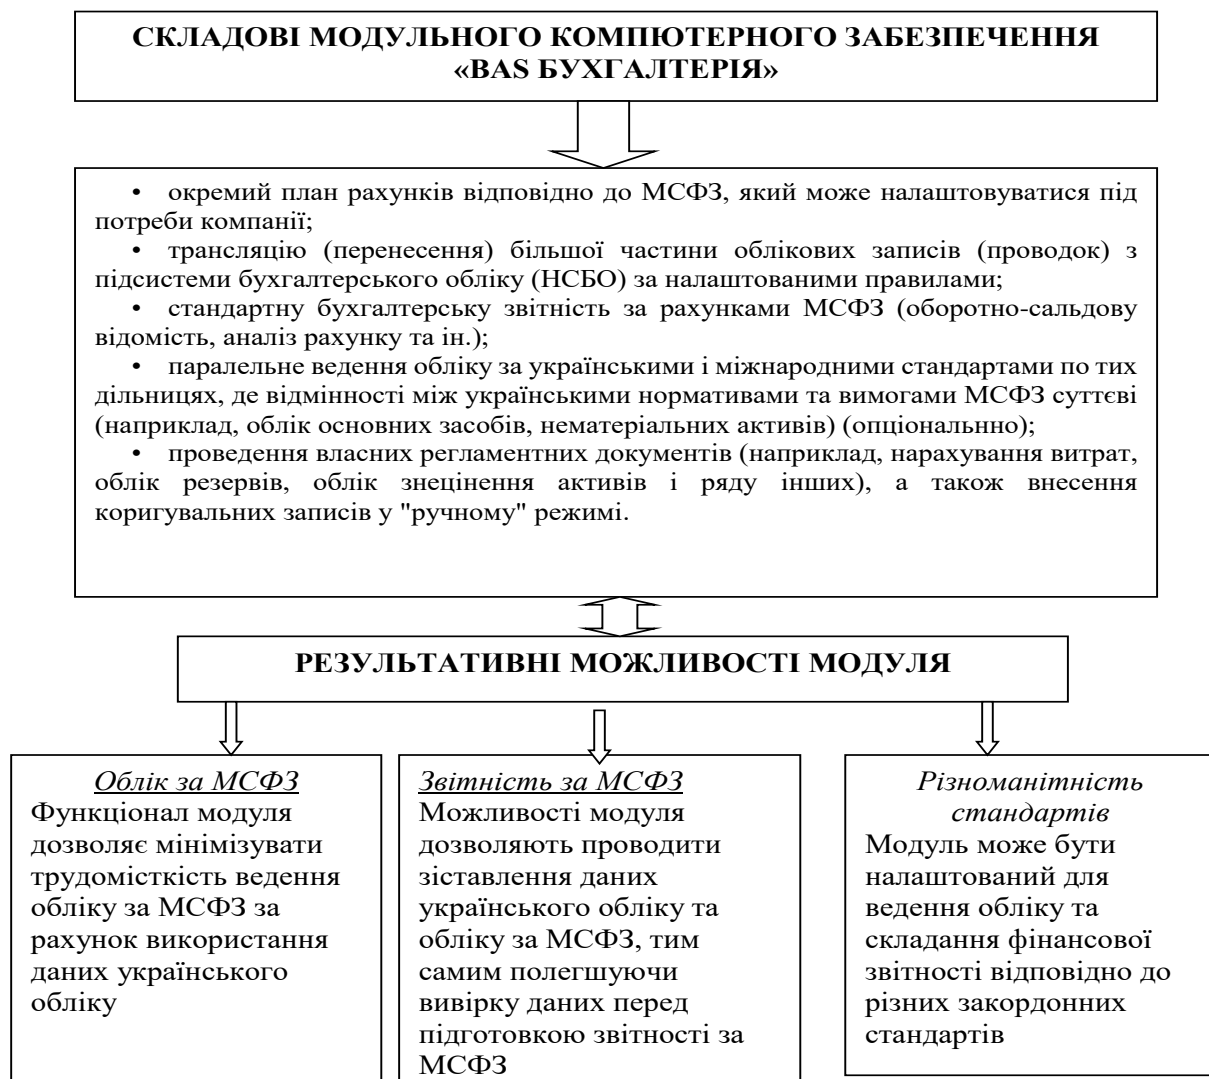 СКЛАДОВІ МОДУЛЬНОГО КОМПЮТЕРНОГО ЗАБЕЗПЕЧЕННЯ
«BAS БУХГАЛТЕРІЯ»
• окремий план рахунків відповідно до МСФЗ, який може налаштовуватися під
потреби компанії;
• трансляцію (перенесення) більшої частини облікових записів (проводок) з
підсистеми бухгалтерського обліку (НСБО) за налаштованими правилами;
• стандартну бухгалтерську звітність за рахунками МСФЗ (оборотно-сальдову
відомість, аналіз рахунку та ін.);
• паралельне ведення обліку за українськими і міжнародними стандартами по тих
дільницях, де відмінності між українськими нормативами та вимогами МСФЗ суттєві
(наприклад, облік основних засобів, нематеріальних активів) (опціональнно);
• проведення власних регламентних документів (наприклад, нарахування витрат,
облік резервів, облік знецінення активів і ряду інших), а також внесення
коригувальних записів у "ручному" режимі.
РЕЗУЛЬТАТИВНІ МОЖЛИВОСТІ МОДУЛЯ
Облік за МСФЗ
Функціонал модуля
дозволяє мінімізувати
трудомісткість ведення
обліку за МСФЗ за
рахунок використання
даних українського
обліку
Звітність за МСФЗ
Можливості модуля
дозволяють проводити
зіставлення даних
українського обліку та
обліку за МСФЗ, тим
самим полегшуючи
вивірку даних перед
підготовкою звітності за
МСФЗ
Різноманітність
стандартів
Модуль може бути
налаштований для
ведення обліку та
складання фінансової
звітності відповідно до
різних закордонних
стандартів